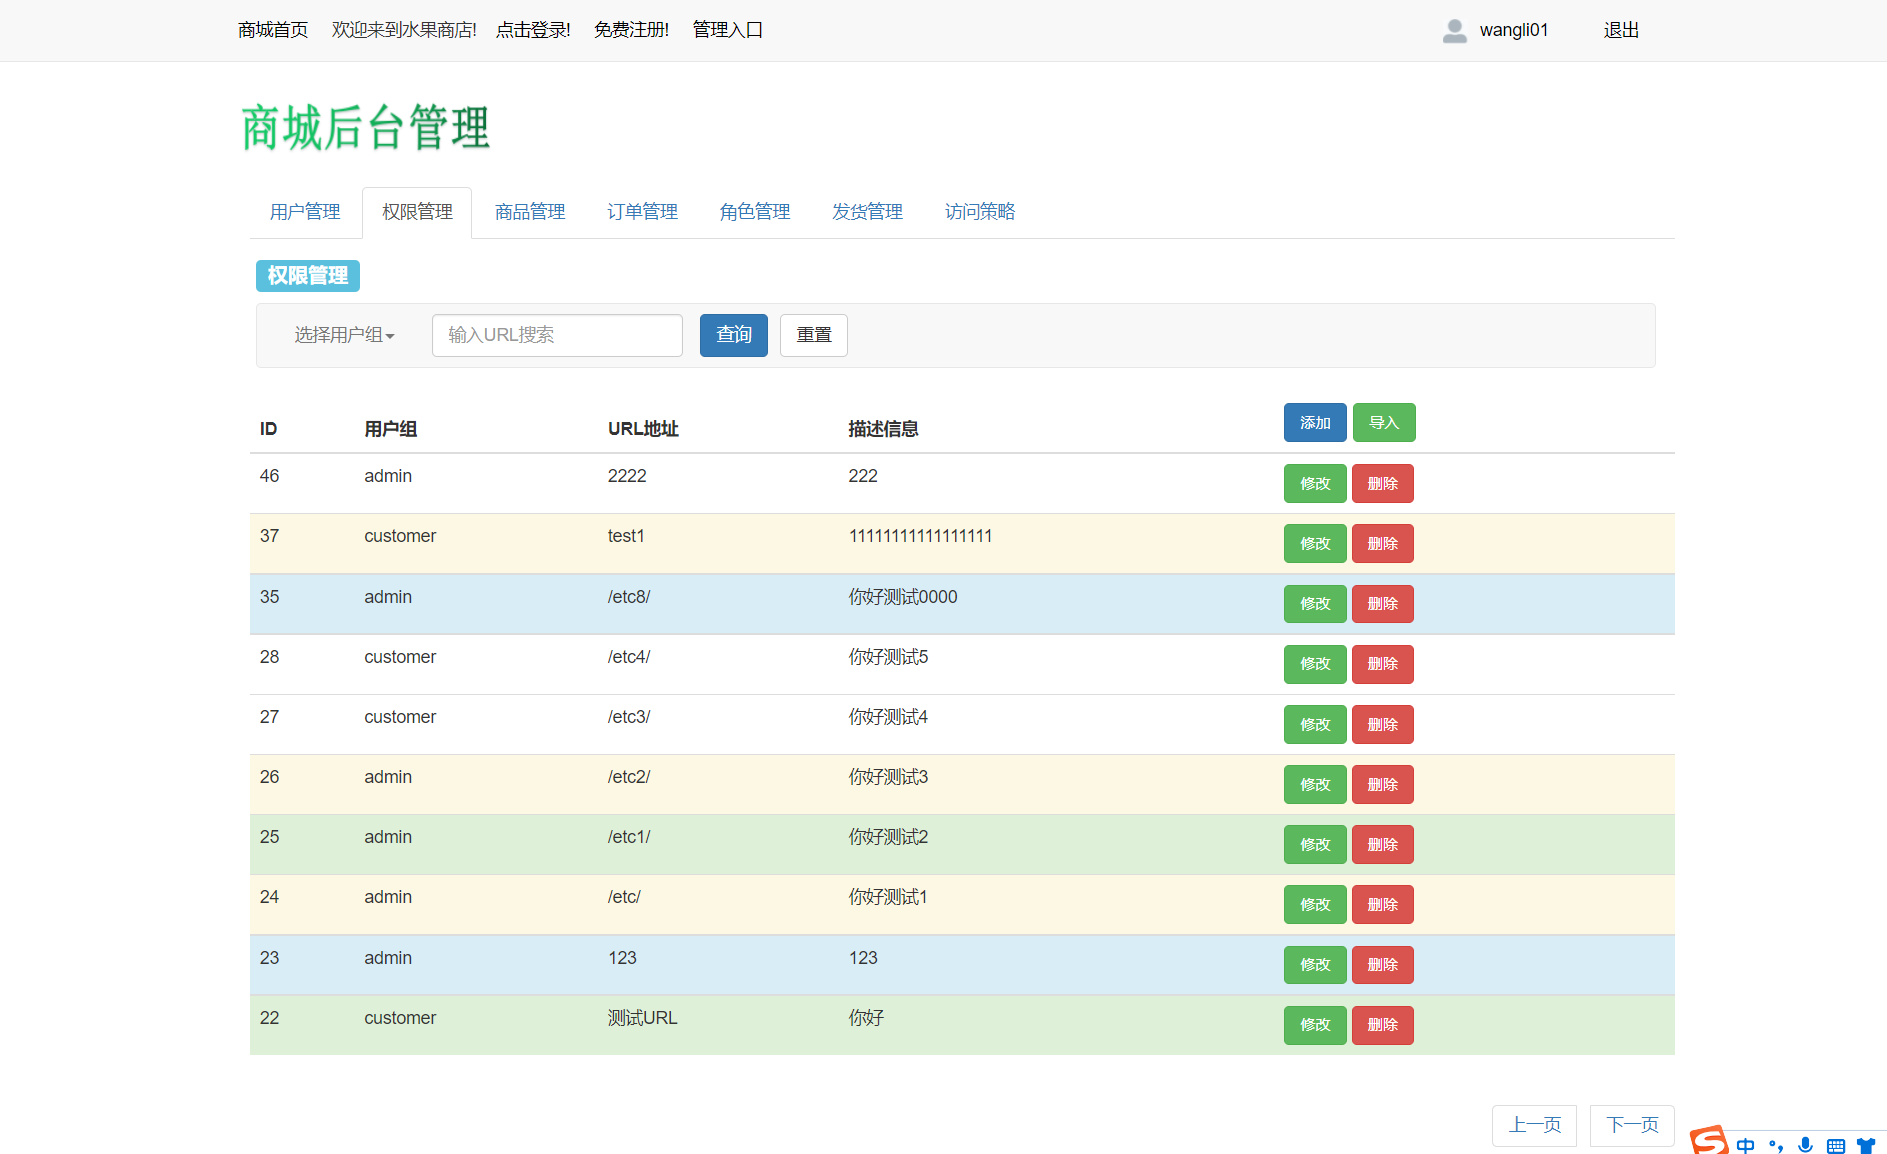 商城首页 欢迎来到水果商店! 点击登录! 免费注册! 管理入口 wangli01 退出
商城后台管理
用户管理 权限管理 商品管理 订单管理 角色管理 发货管理 访问策略
权限管理
选择用户组 输入URL搜索 查询 重置
ID 用户组 URL地址 描述信息 添加 导入
46 admin 2222 222 修改 删除
37 customer test1 11111111111111111 修改 删除
35 admin /etc8/ 你好测试0000 修改 删除
28 customer /etc4/ 你好测试5 修改 删除
27 customer /etc3/ 你好测试4 修改 删除
26 admin /etc2/ 你好测试3 修改 删除
25 admin /etc1/ 你好测试2 修改 删除
24 admin /etc/ 你好测试1 修改 删除
23 admin 123 123 修改 删除
22 customer 测试URL 你好 修改 删除
上一页 下一页
S 中